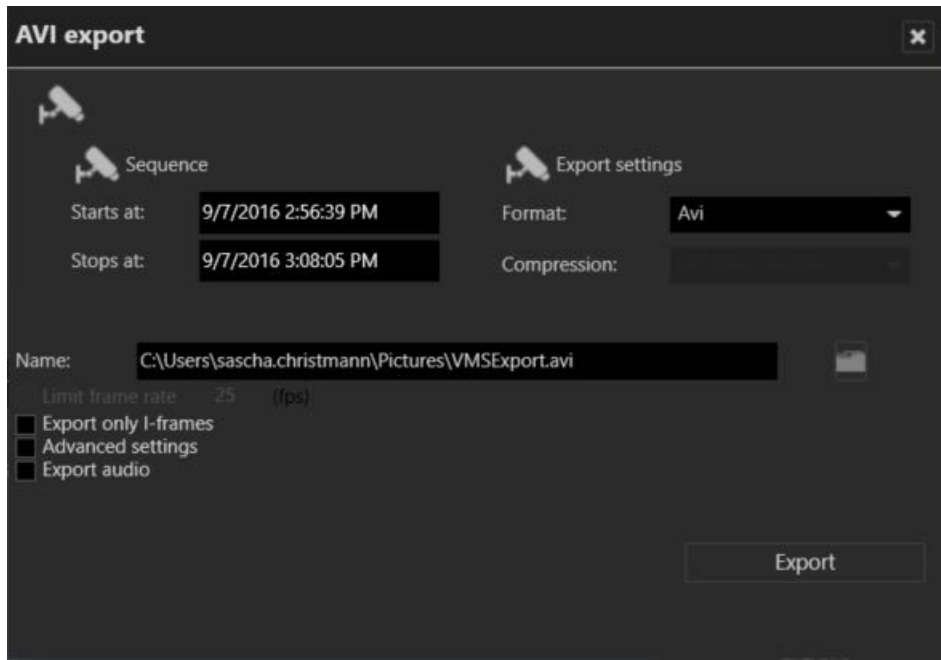 AVI export
Sequence
Export settings
Starts at: 9/7/2016 2:56:39 PM
Format: Avi
Stops at: 9/7/2016 3:08:05 PM
Compression:
Name: C:\Users\sascha.christmann\Pictures\VMSExport.avi
Limit frame rate 25 (fps)
Export only I-frames
Advanced settings
Export audio
Export